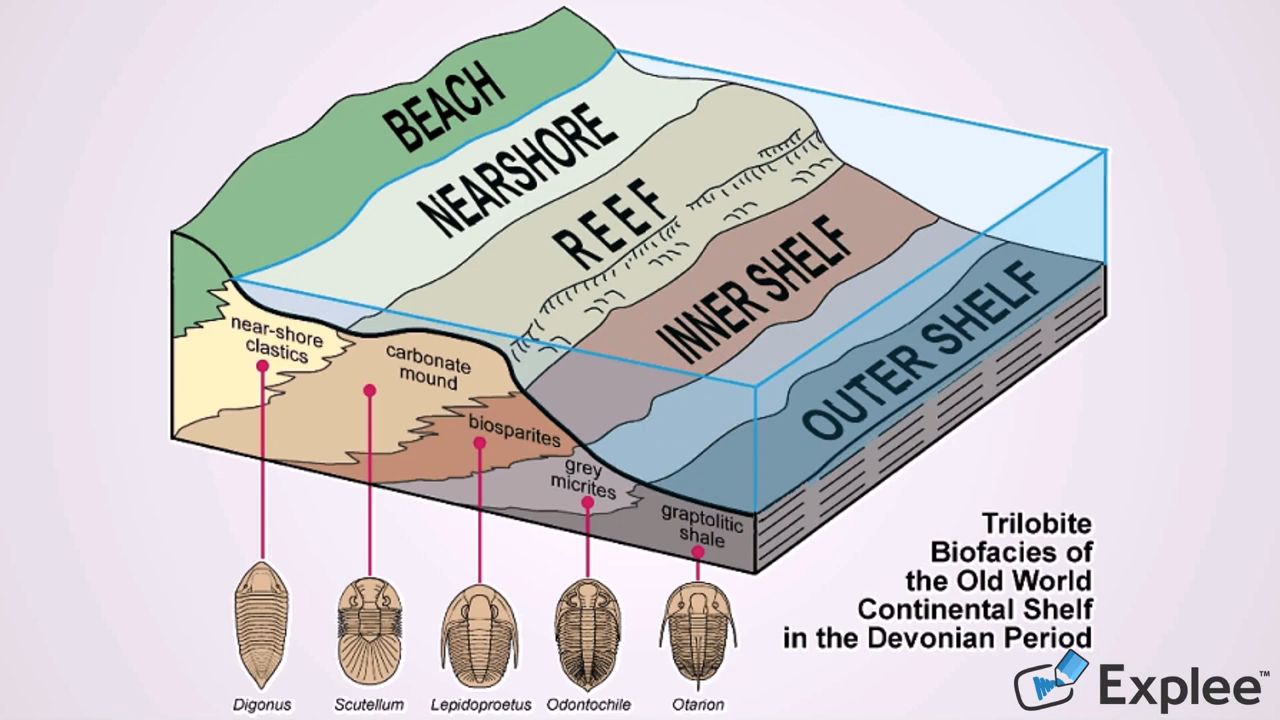 BEACH
NEARSHORE
REEF
INNER SHELF
OUTER SHELF
near-shore
clastics
carbonate
mound
biosparites
grey
micrites
graptolitic
shale
Trilobite
Biofacies of
the Old World
Continental Shelf
in the Devonian Period
Digonus
Scutellum
Lepidoproetus
Odontochile
Otarion
Explee™